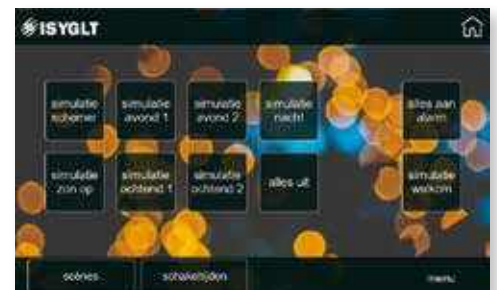 ISYGLT
simulatie schemer
simulatie avond 1
simulatie avond 2
simulatie nacht
alles aan alarm
simulatie zon op
simulatie ochtend 1
simulatie ochtend 2
alles uit
simulatie welkom
scènes
schakeltijden
menu